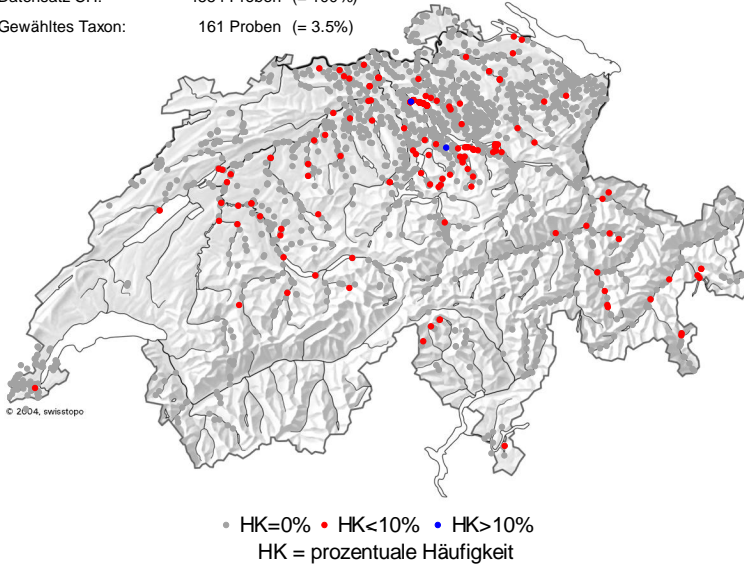 Gewähltes Taxon: 161 Proben (= 3.5%)
© 2004, swisstopo
HK=0% HK<10% HK>10%
HK = prozentuale Häufigkeit